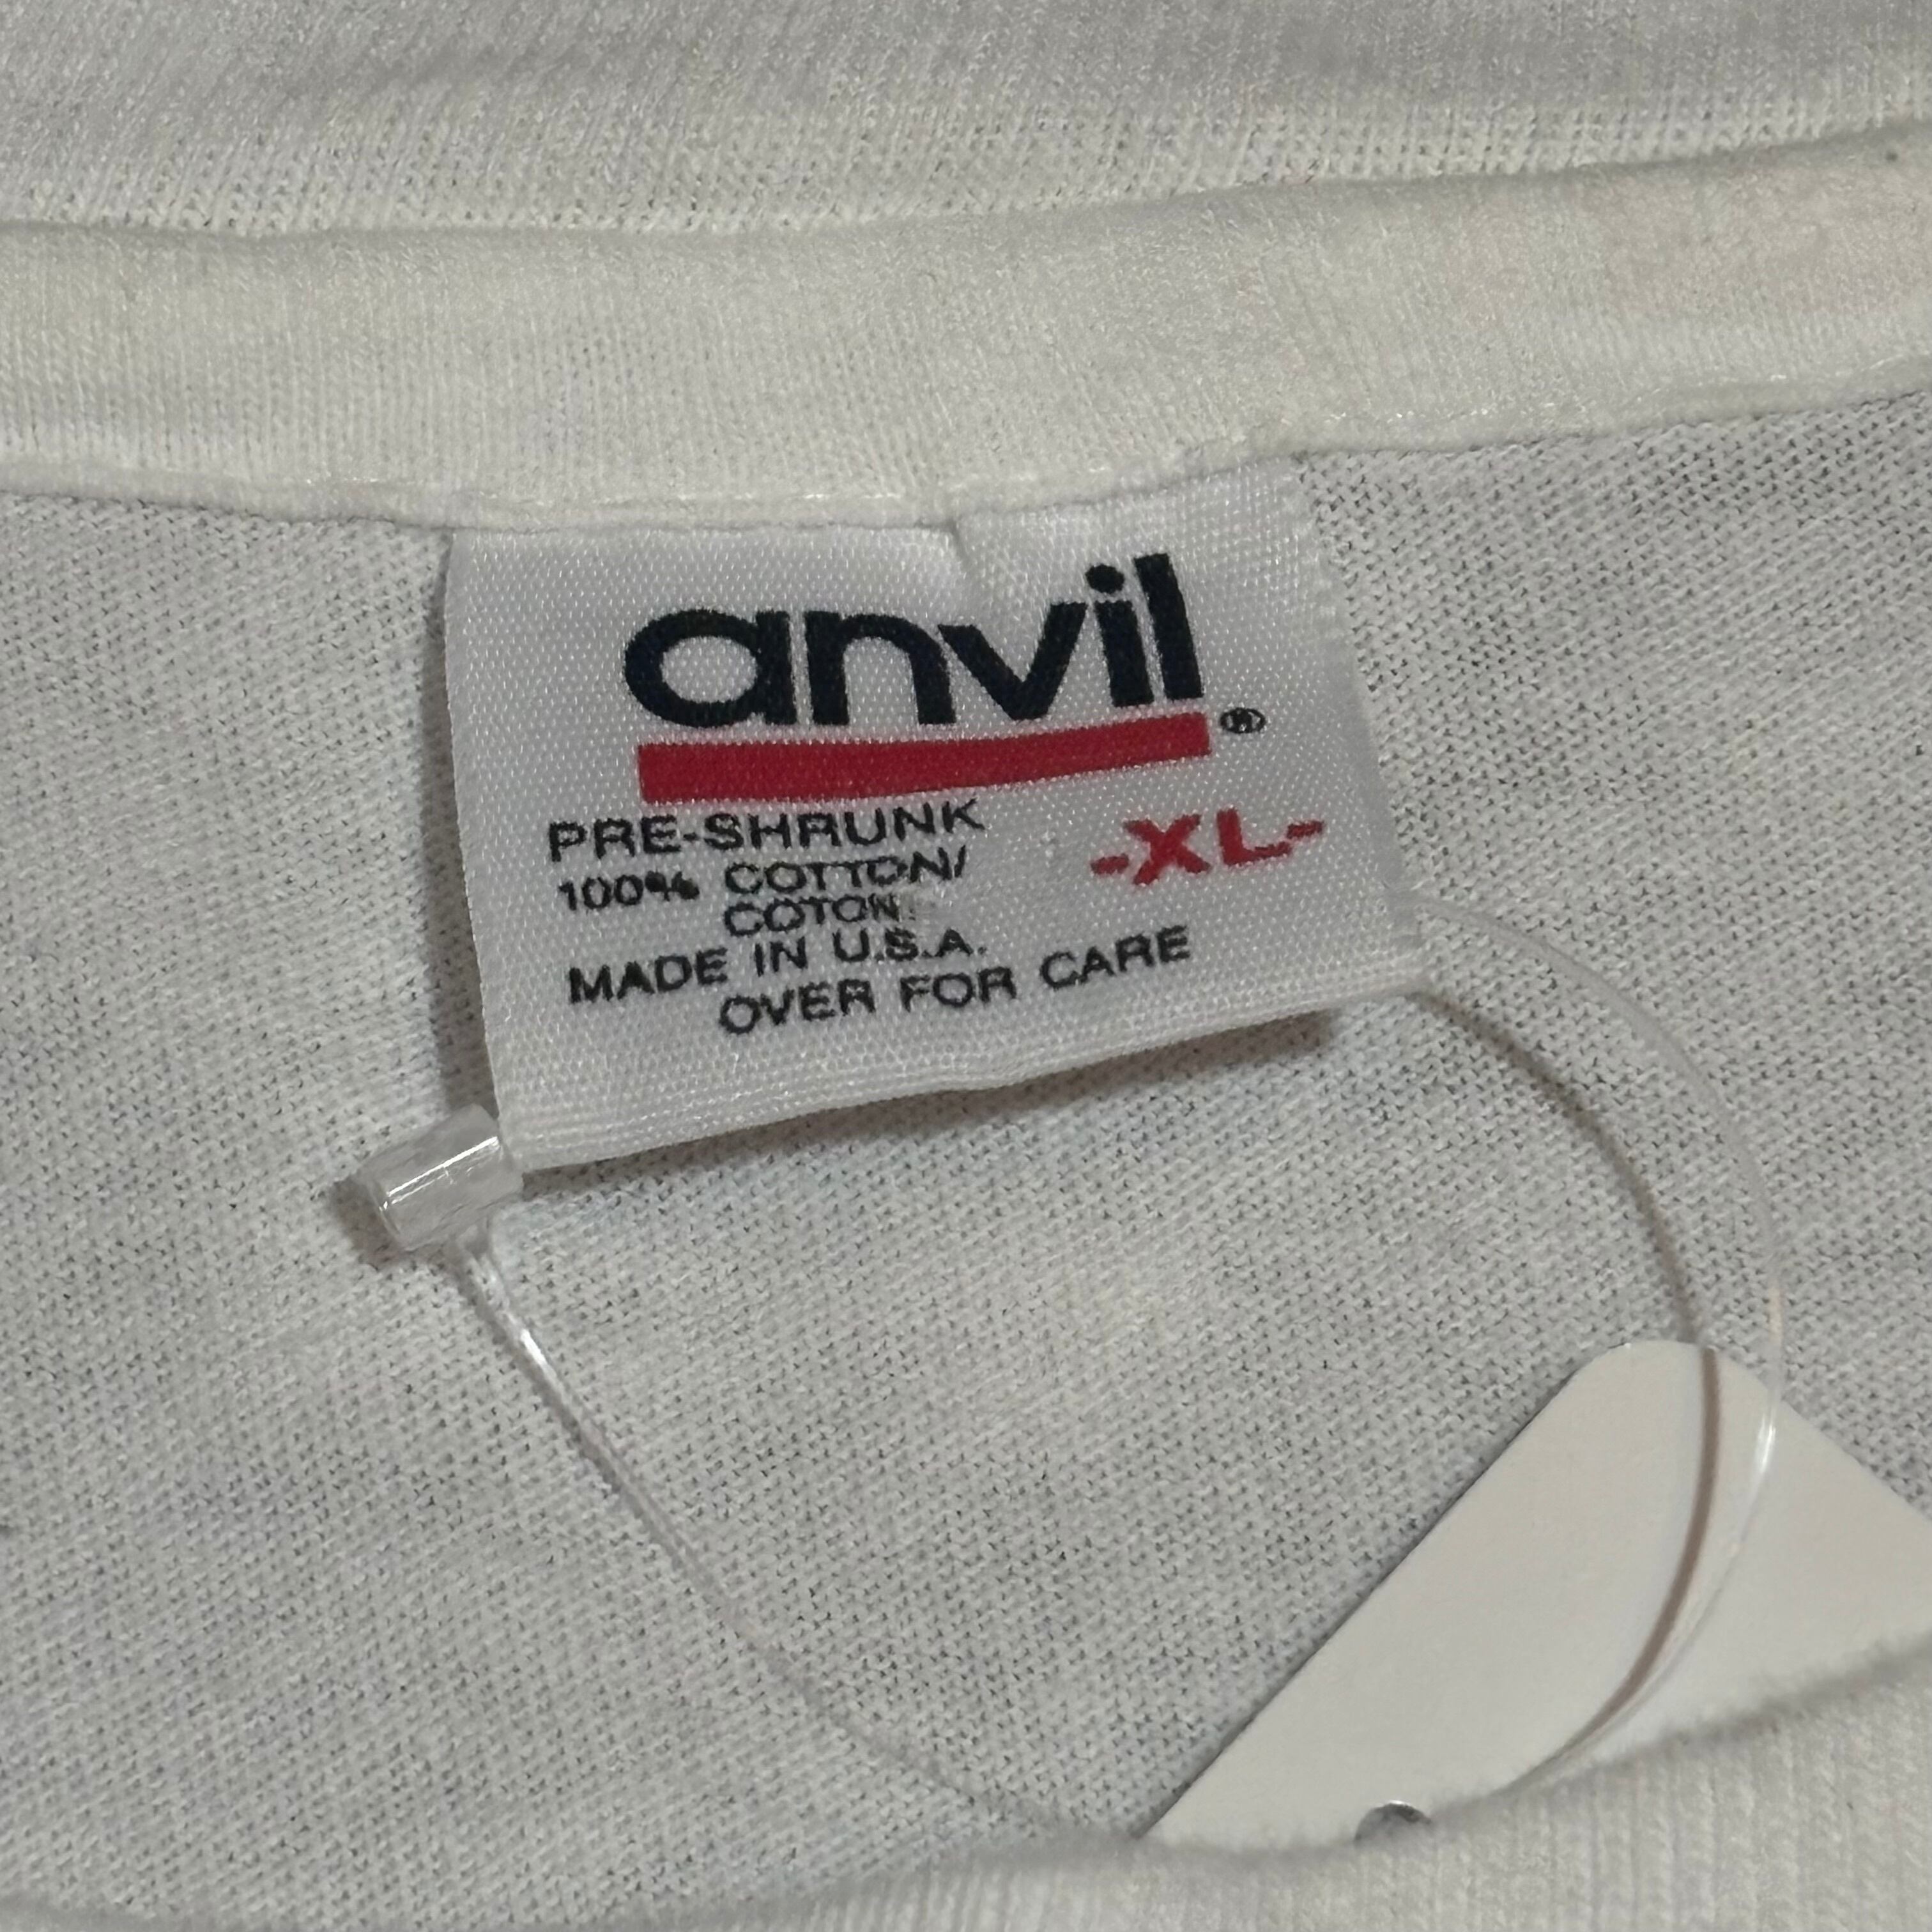 anvil®
PRE-SHRUNK
100% COTTON/
COTON
-XL-
MADE IN U.S.A.
OVER FOR CARE